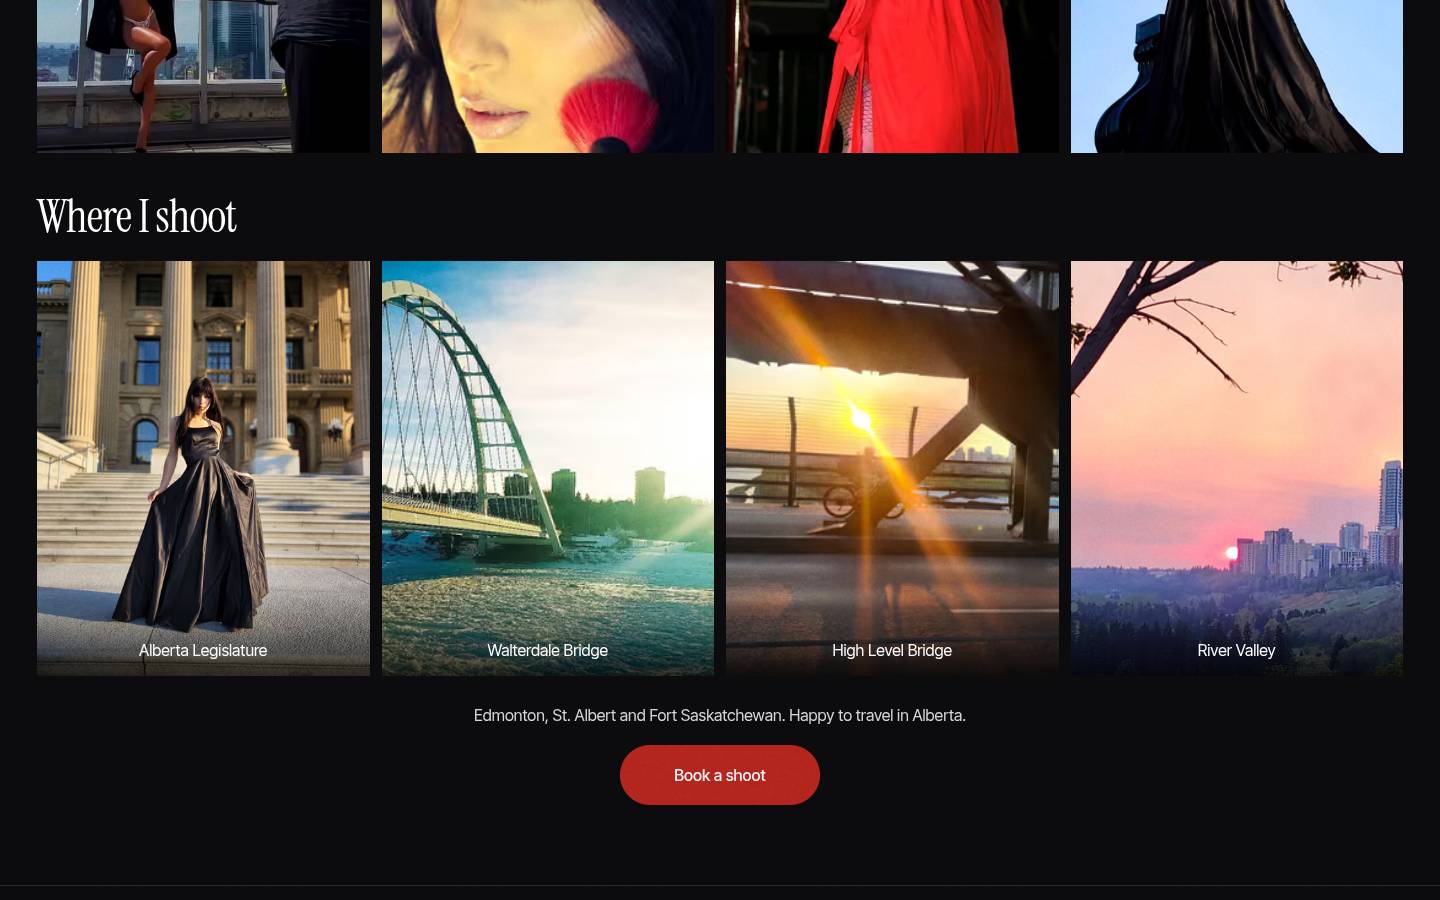 Where I shoot
Alberta Legislature
Walterdale Bridge
High Level Bridge
River Valley
Edmonton, St. Albert and Fort Saskatchewan. Happy to travel in Alberta.
Book a shoot